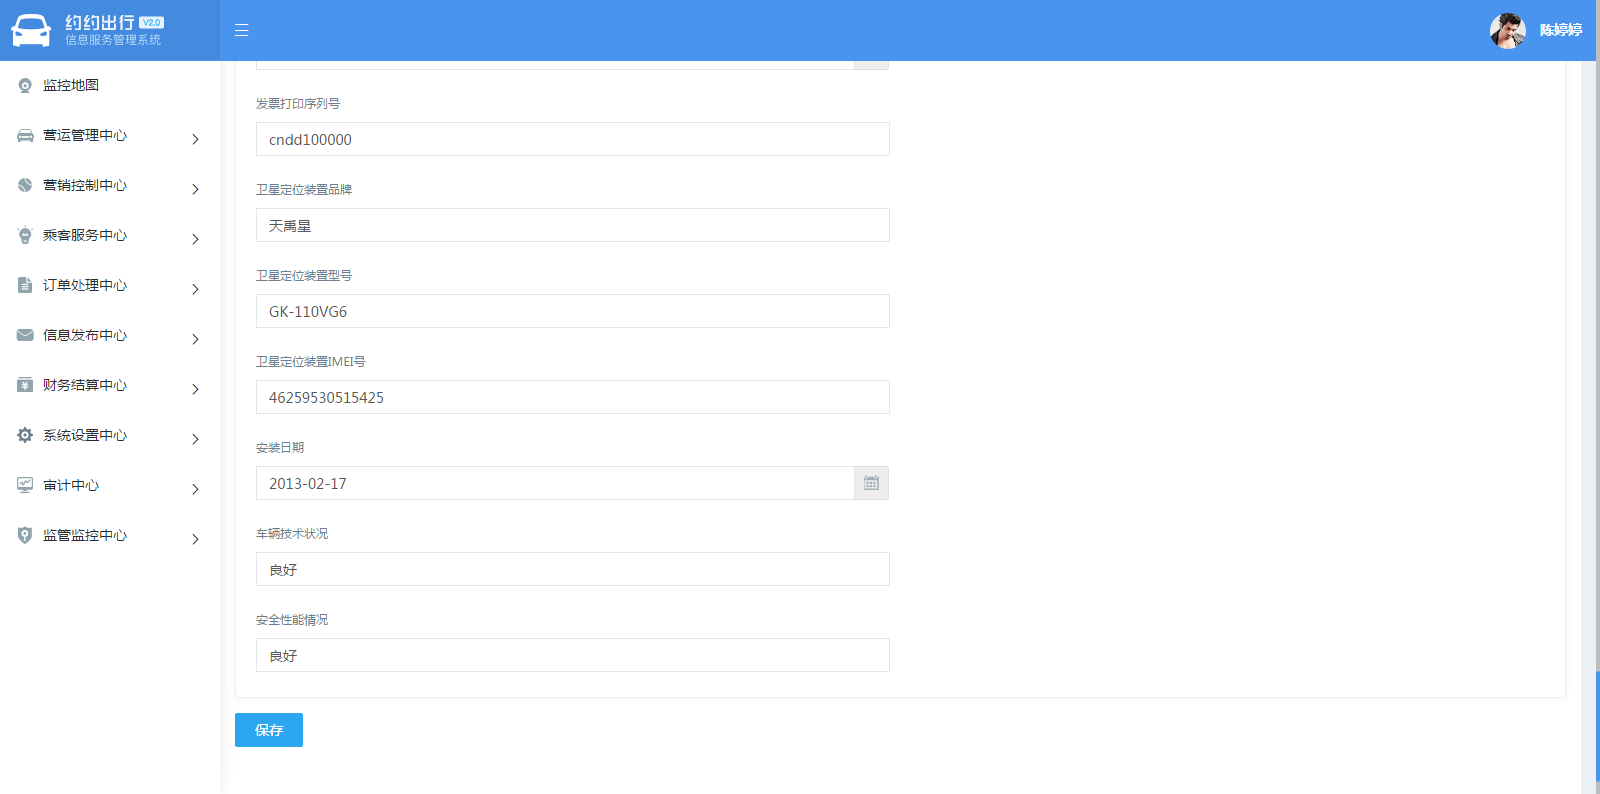 约约出行 V2.0
信息服务管理系统
陈婷婷
监控地图
营运管理中心
营销控制中心
乘客服务中心
订单处理中心
信息发布中心
财务结算中心
系统设置中心
审计中心
监管监控中心
发票打印序列号
cndd100000
卫星定位装置品牌
天禹星
卫星定位装置型号
GK-110VG6
卫星定位装置IMEI号
46259530515425
安装日期
2013-02-17
车辆技术状况
良好
安全性能情况
良好
保存